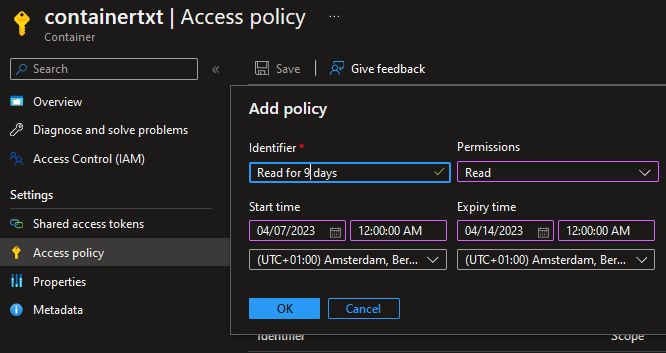 containertxt | Access policy ...
Container
Search
«
Save
Give feedback
Overview
Diagnose and solve problems
Access Control (IAM)
Settings
Shared access tokens
Access policy
Properties
Metadata
Add policy
Identifier *
Permissions
Read for 9 days
Read
Start time
Expiry time
04/07/2023 12:00:00 AM
04/14/2023 12:00:00 AM
(UTC+01:00) Amsterdam, Ber...
(UTC+01:00) Amsterdam, Ber...
OK
Cancel
Identifier
Scope